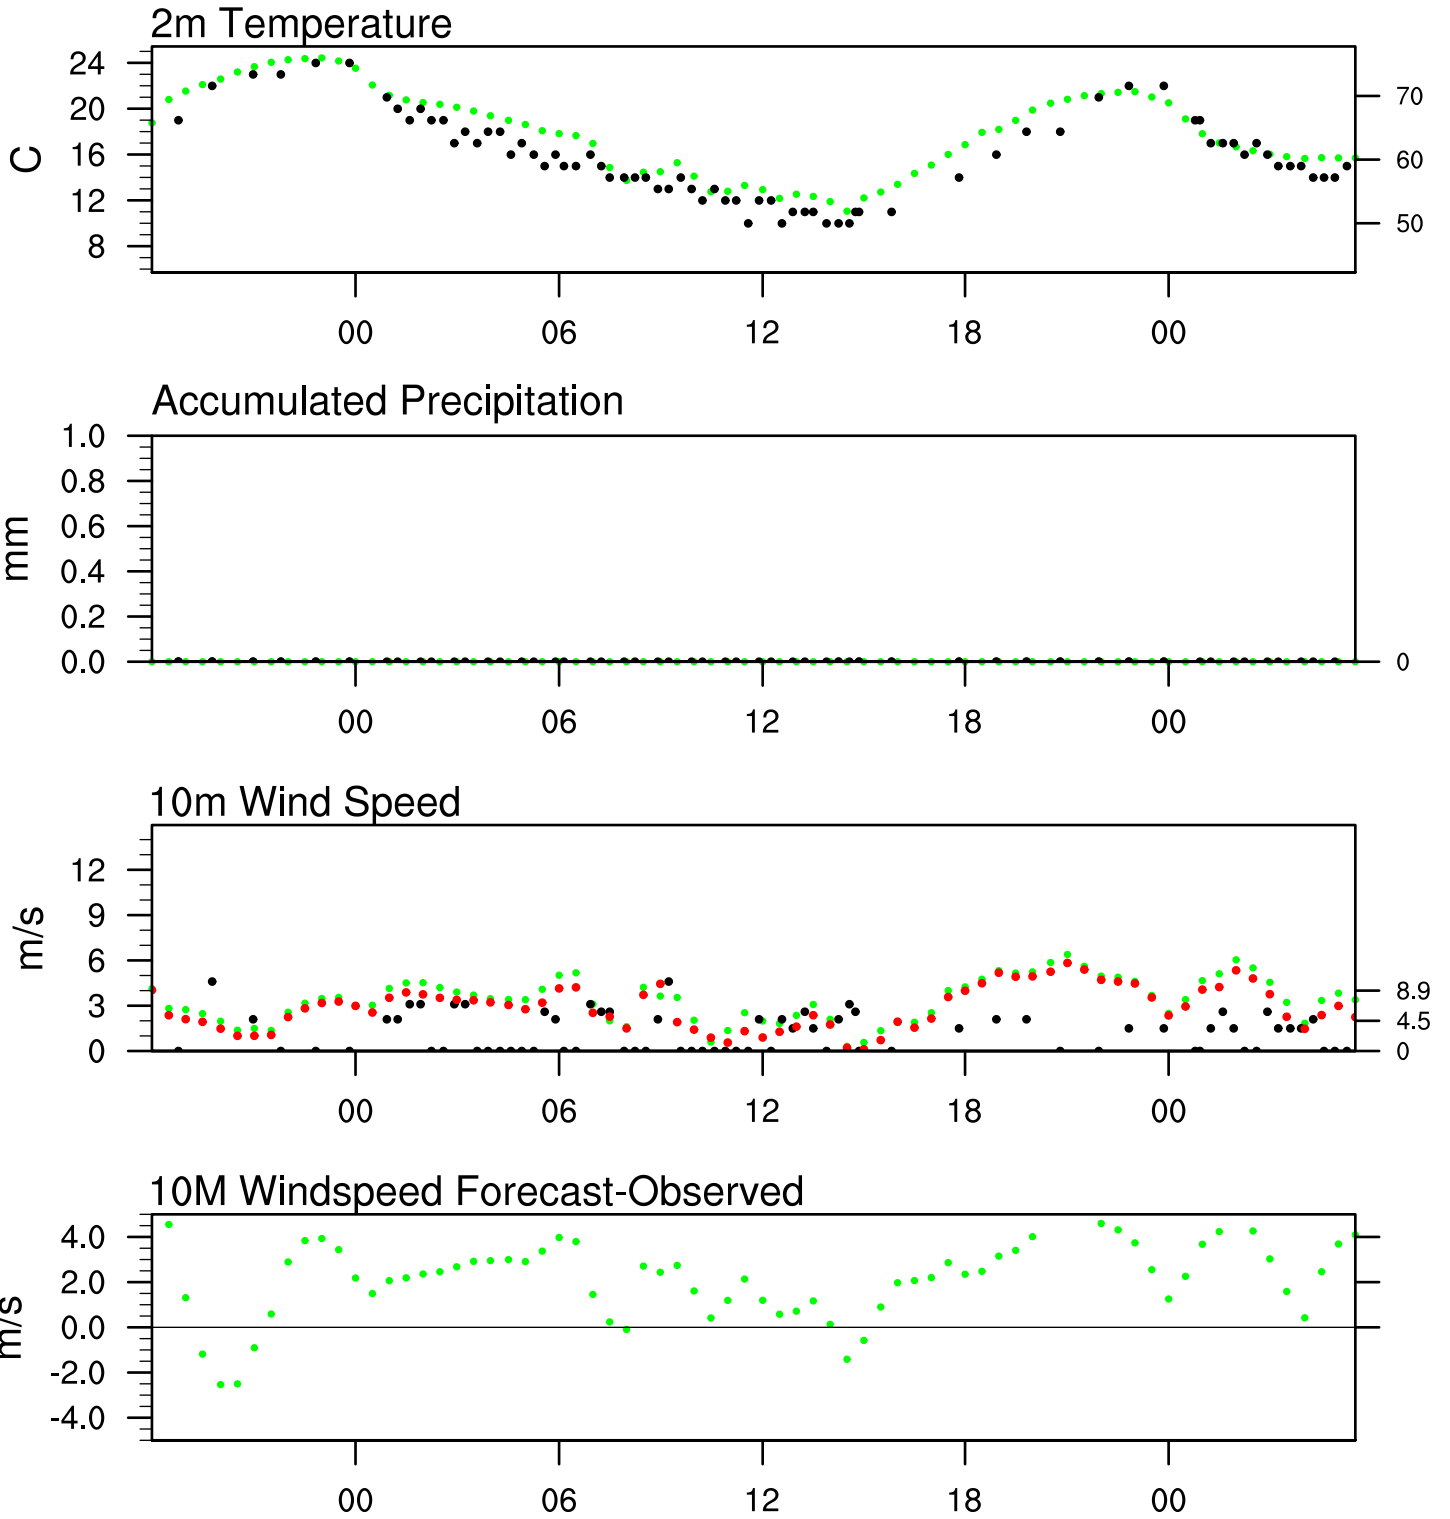 2m Temperature
24
20
16
12
8
C
70
60
50
00 06 12 18 00
Accumulated Precipitation
1.0
0.8
0.6
0.4
0.2
0.0
mm
0
00 06 12 18 00
10m Wind Speed
12
9
6
3
0
m/s
8.9
4.5
0
00 06 12 18 00
10M Windspeed Forecast-Observed
4.0
2.0
0.0
-2.0
-4.0
m/s
00 06 12 18 00